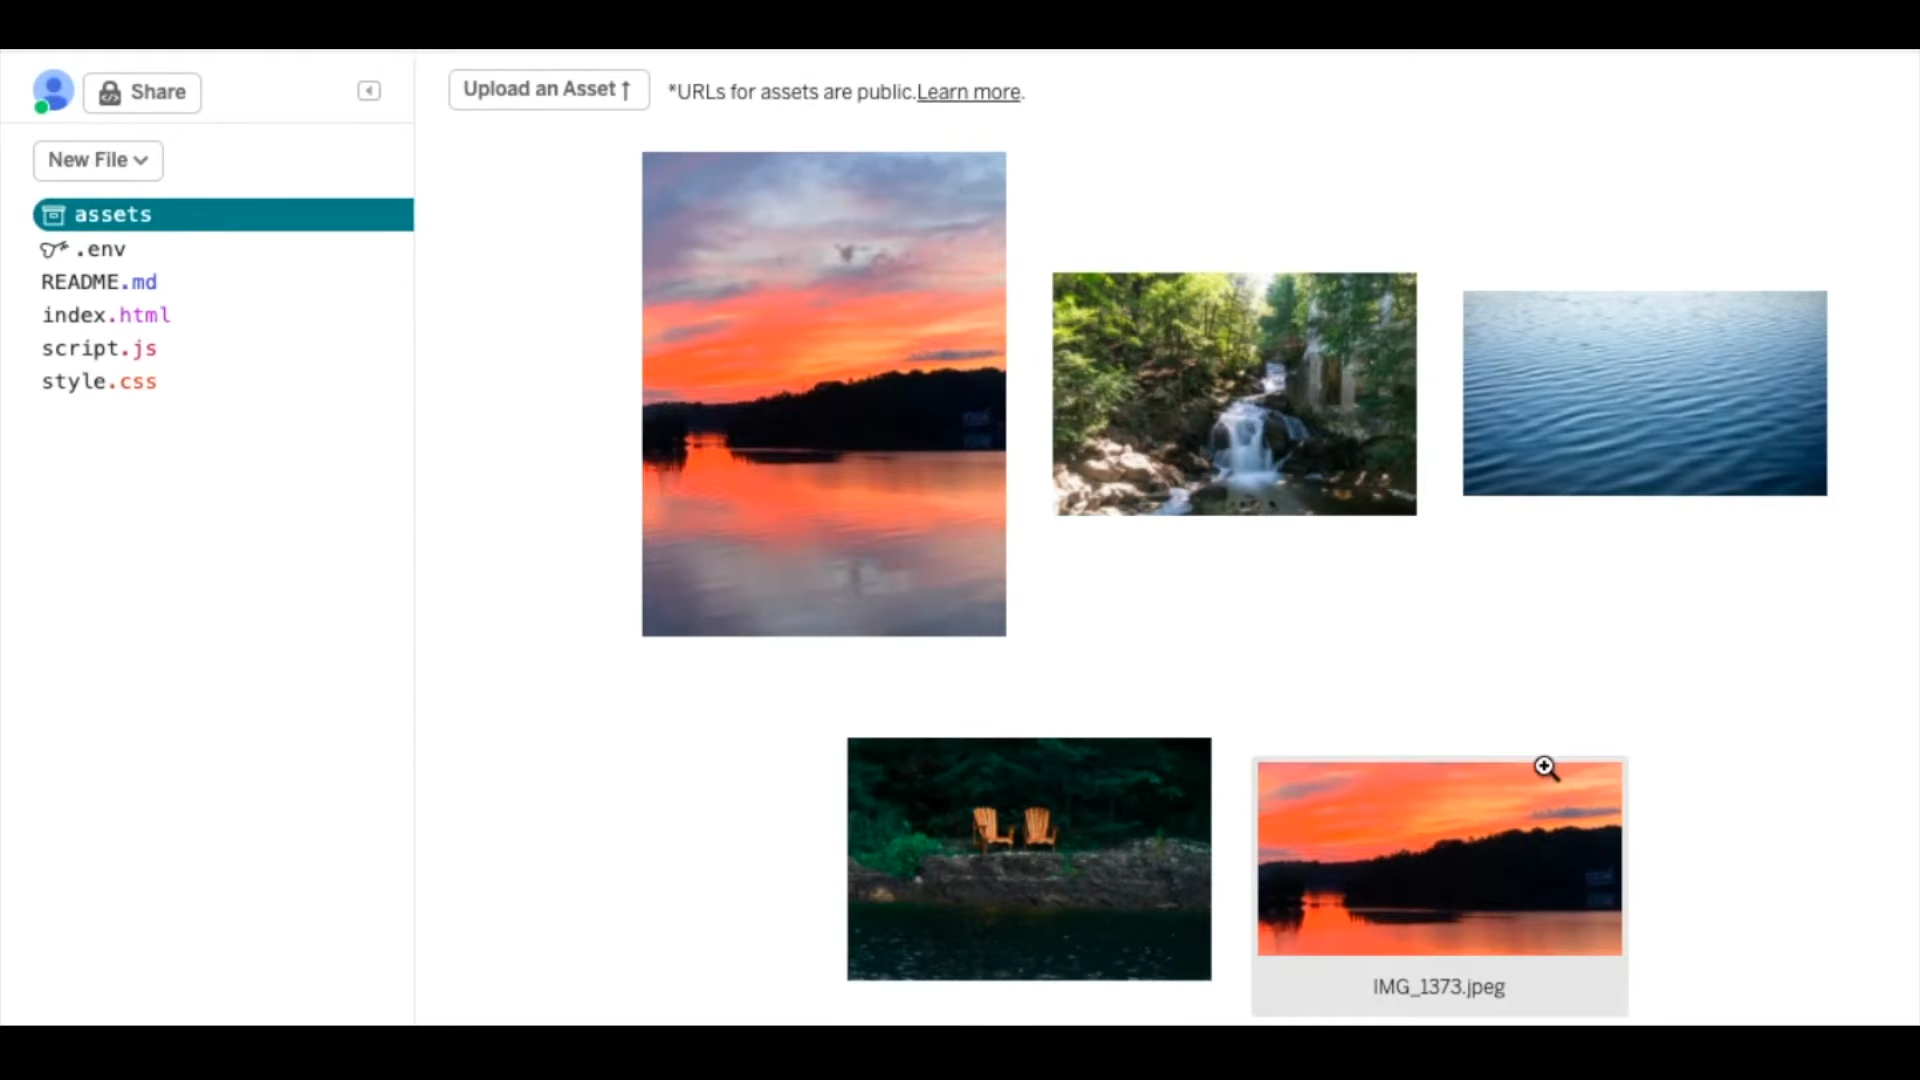 Share
Upload an Asset ↑
*URLs for assets are public. Learn more.
New File
assets
.env
README.md
index.html
script.js
style.css
IMG_1373.jpeg